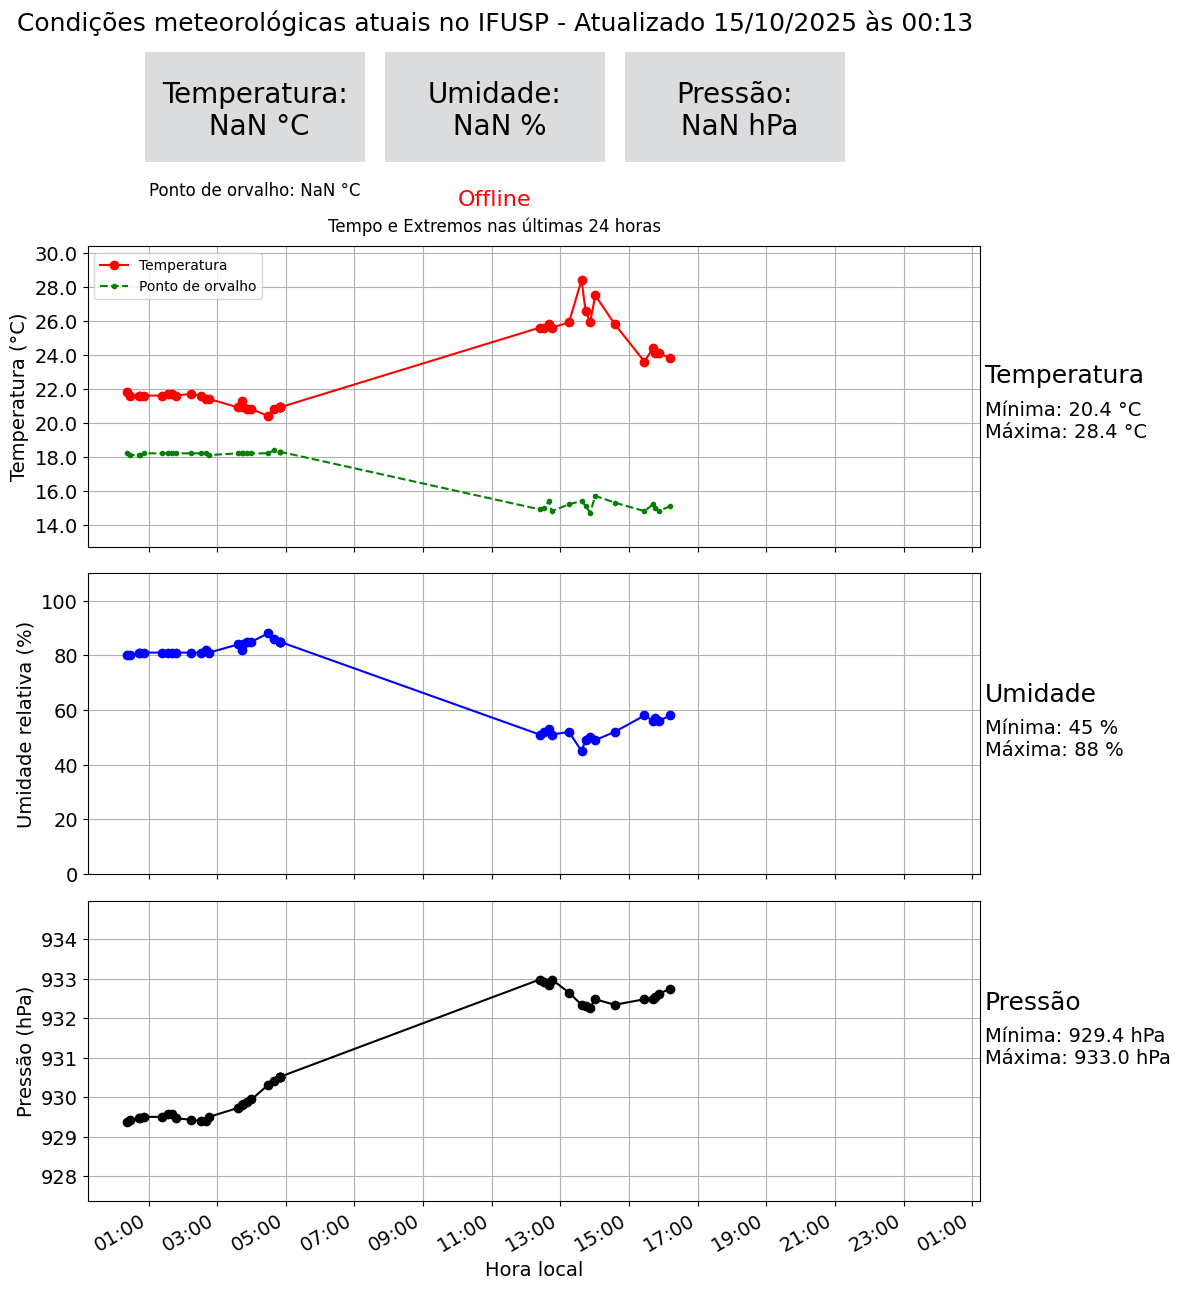 Condições meteorológicas atuais no IFUSP - Atualizado 15/10/2025 às 00:13
Temperatura:
NaN °C
Umidade:
NaN %
Pressão:
NaN hPa
Ponto de orvalho: NaN °C
Offline
Tempo e Extremos nas últimas 24 horas
Temperatura (°C)
30.0
28.0
26.0
24.0
22.0
20.0
18.0
16.0
14.0
Temperatura
Ponto de orvalho
Temperatura
Mínima: 20.4 °C
Máxima: 28.4 °C
Umidade relativa (%)
100
80
60
40
20
0
Umidade
Mínima: 45 %
Máxima: 88 %
Pressão (hPa)
934
933
932
931
930
929
928
Pressão
Mínima: 929.4 hPa
Máxima: 933.0 hPa
01:00 03:00 05:00 07:00 09:00 11:00 13:00 15:00 17:00 19:00 21:00 23:00 01:00
Hora local